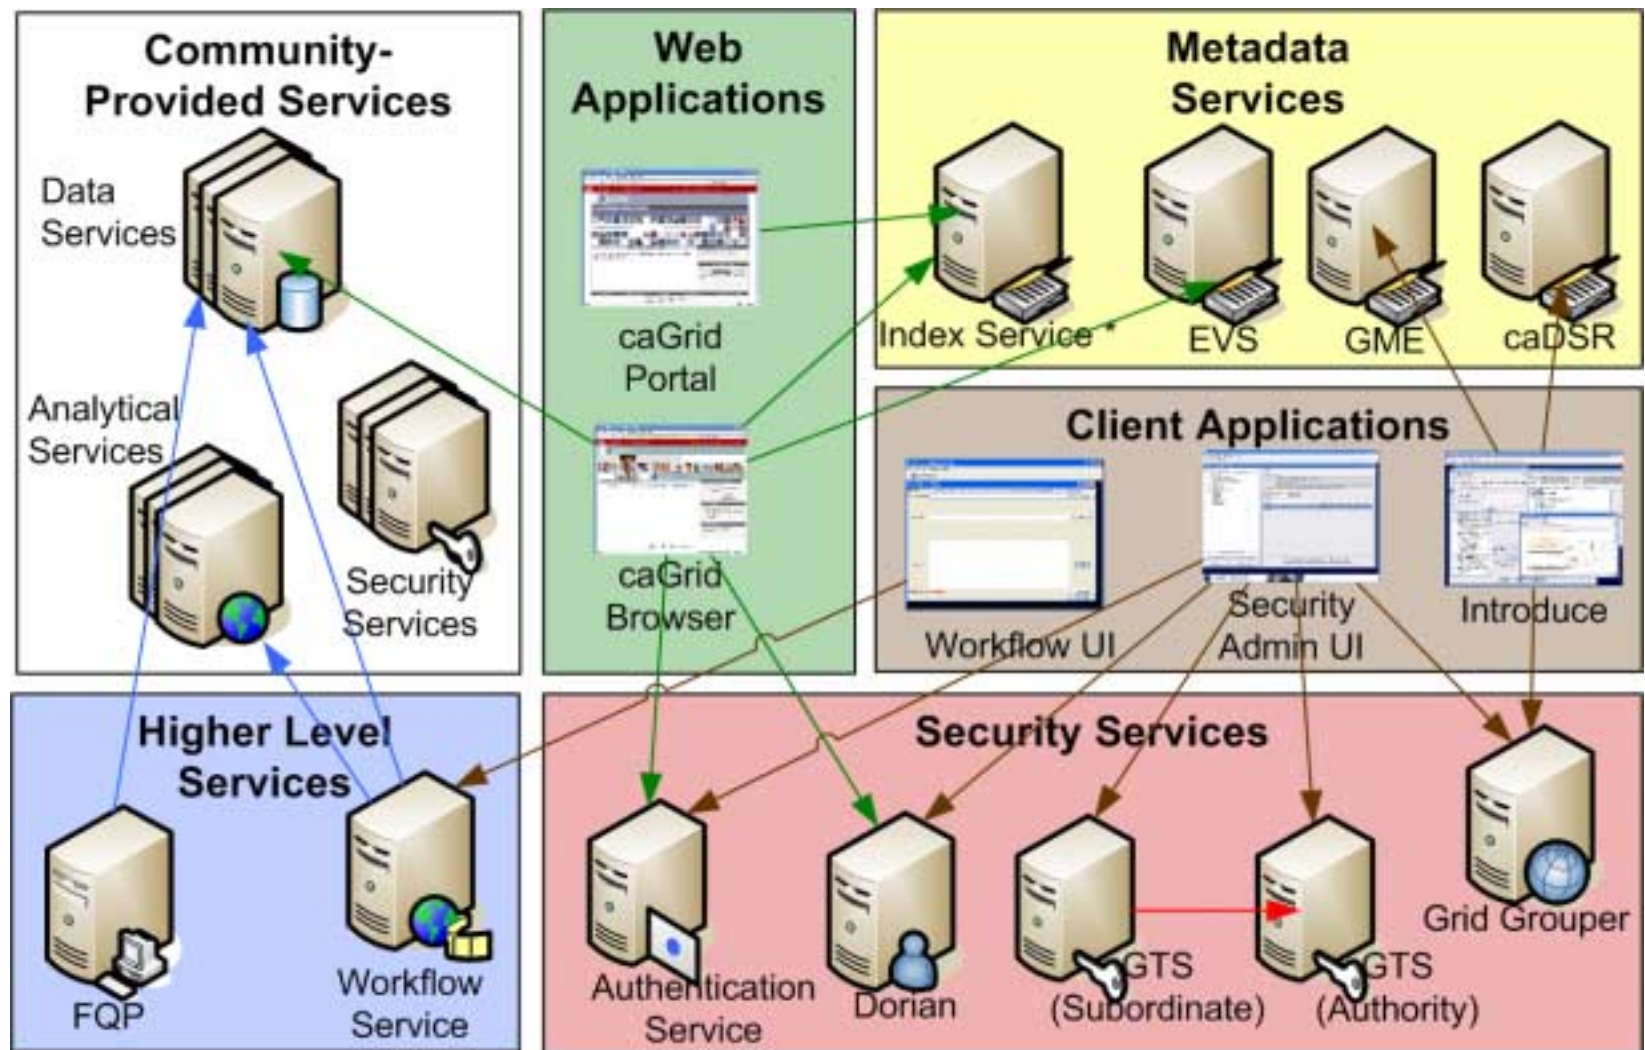 Community-
Provided Services
Data
Services
Analytical
Services
Security
Services
Web
Applications
caGrid
Portal
caGrid
Browser
Metadata
Services
Index Service *
EVS
GME
caDSR
Client Applications
Workflow UI
Security
Admin UI
Introduce
Higher Level
Services
FQP
Workflow
Service
Security Services
Authentication
Service
Dorian
GTS
(Subordinate)
GTS
(Authority)
Grid Grouper